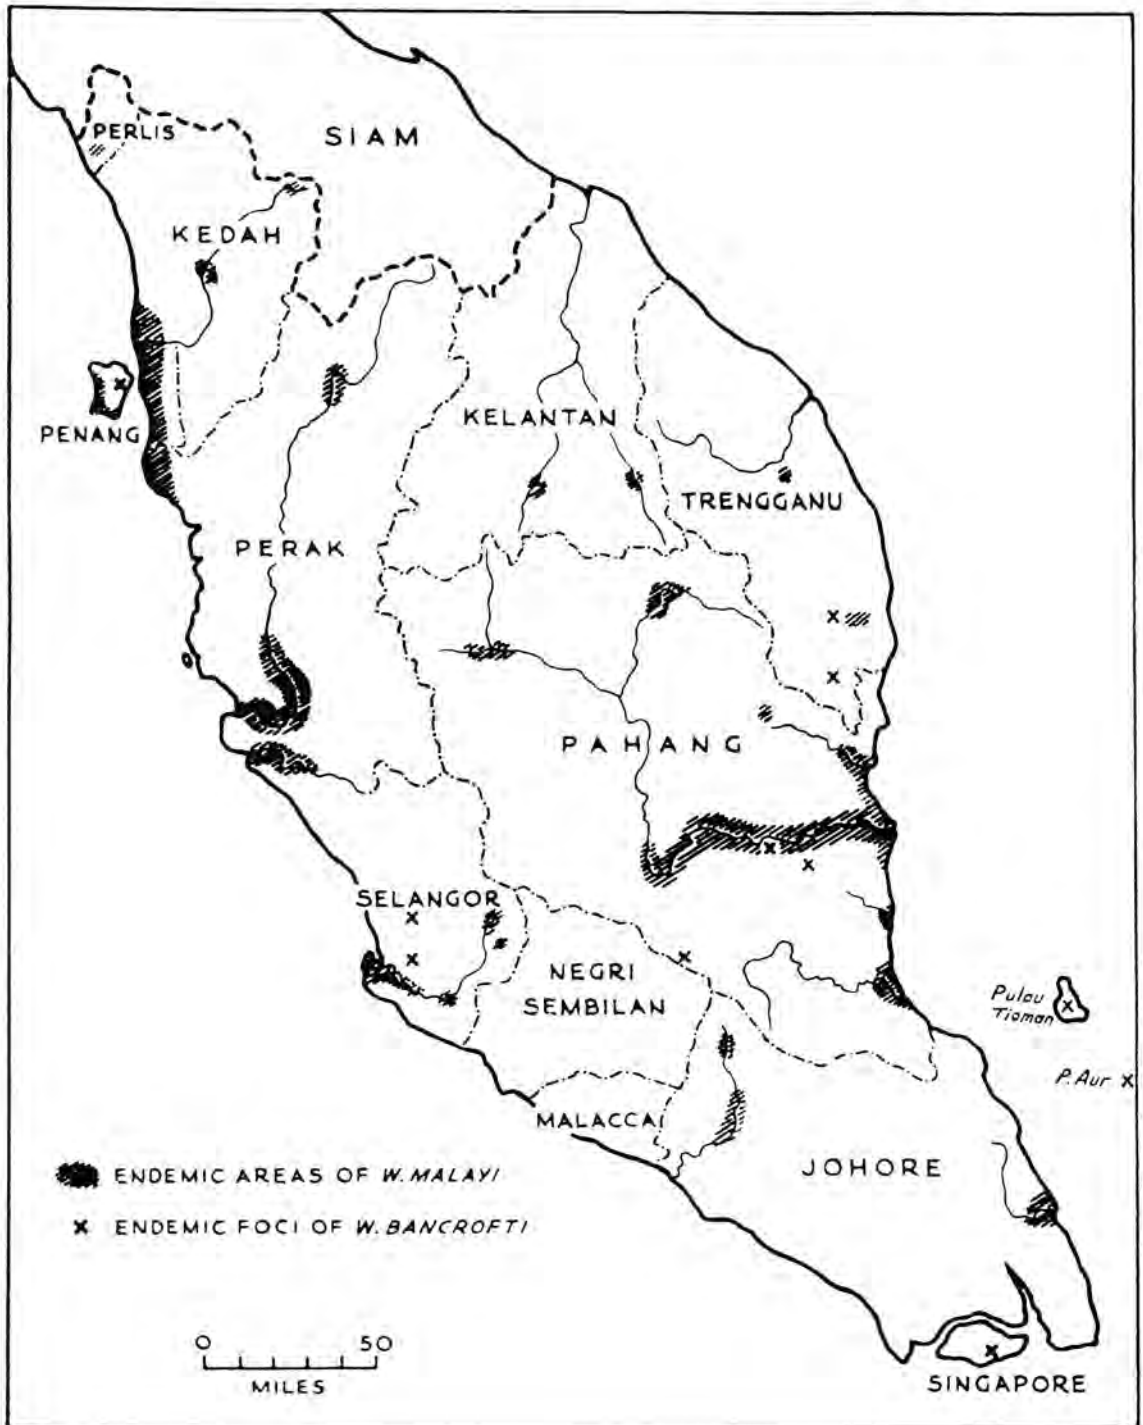 PERLIS
SIAM
KEDAH
PENANG
KELANTAN
TRENGGANU
PERAK
PAHANG
SELANGOR
NEGRI
SEMBILAN
Pulau
Tioman
P. Aur
MALACCA
JOHORE
ENDEMIC AREAS OF W. MALAYI
ENDEMIC FOCI OF W. BANCROFTI
0 50
MILES
SINGAPORE